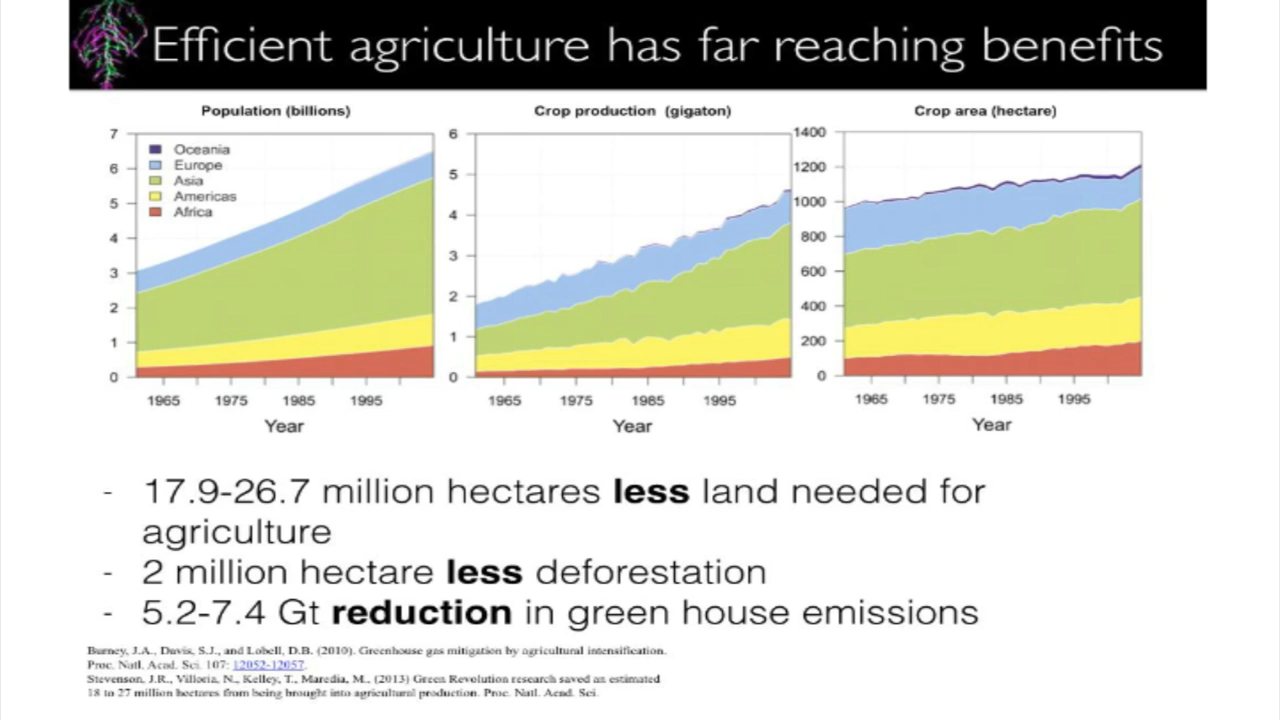 Efficient agriculture has far reaching benefits
Population (billions)
7
6
5
4
3
2
1
0
Oceania
Europe
Asia
Americas
Africa
1965 1975 1985 1995
Year
Crop production (gigaton)
6
5
4
3
2
1
0
1965 1975 1985 1995
Year
Crop area (hectare)
1400
1200
1000
800
600
400
200
0
1965 1975 1985 1995
Year
- 17.9-26.7 million hectares less land needed for
agriculture
- 2 million hectare less deforestation
- 5.2-7.4 Gt reduction in green house emissions
Burney, J.A., Davis, S.J., and Lobell, D.B. (2010). Greenhouse gas mitigation by agricultural intensification.
Proc. Natl. Acad. Sci. 107: 12052-12057.
Stevenson, J.R., Villoria, N., Kelley, T., Maredia, M., (2013) Green Revolution research saved an estimated
18 to 27 million hectares from being brought into agricultural production. Proc. Natl. Acad. Sci.